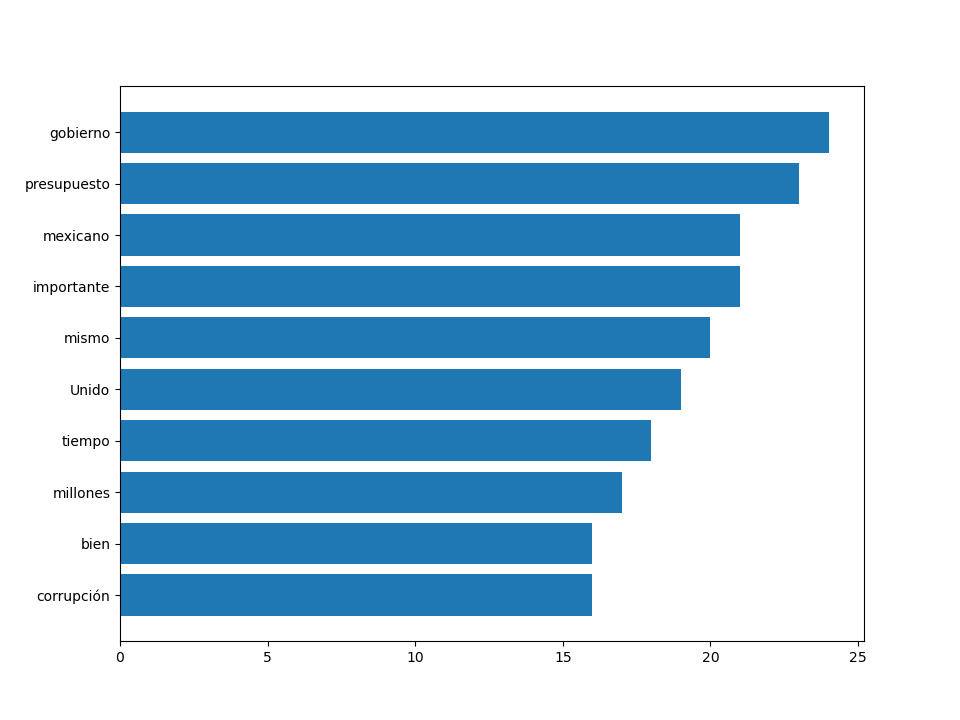 gobierno
presupuesto
mexicano
importante
mismo
Unido
tiempo
millones
bien
corrupción
0 5 10 15 20 25